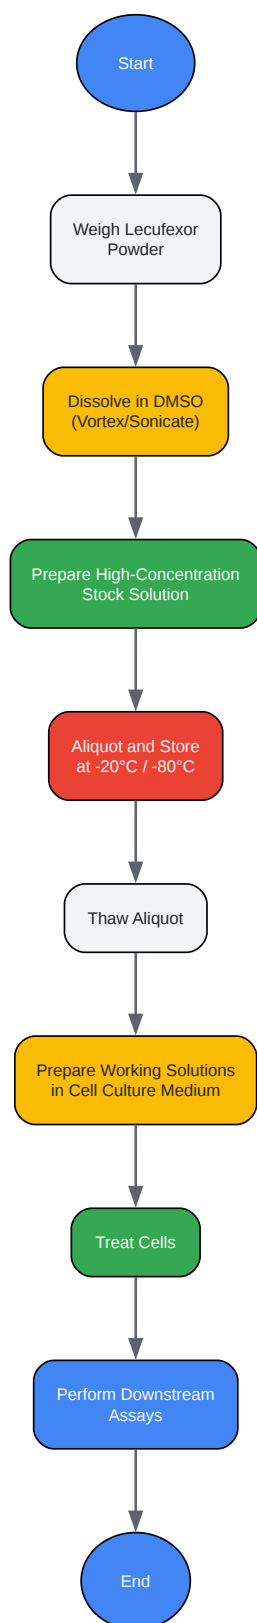 Start
Weigh Lecufexor
Powder
Dissolve in DMSO
(Vortex/Sonicate)
Prepare High-Concentration
Stock Solution
Aliquot and Store
at -20°C / -80°C
Thaw Aliquot
Prepare Working Solutions
in Cell Culture Medium
Treat Cells
Perform Downstream
Assays
End